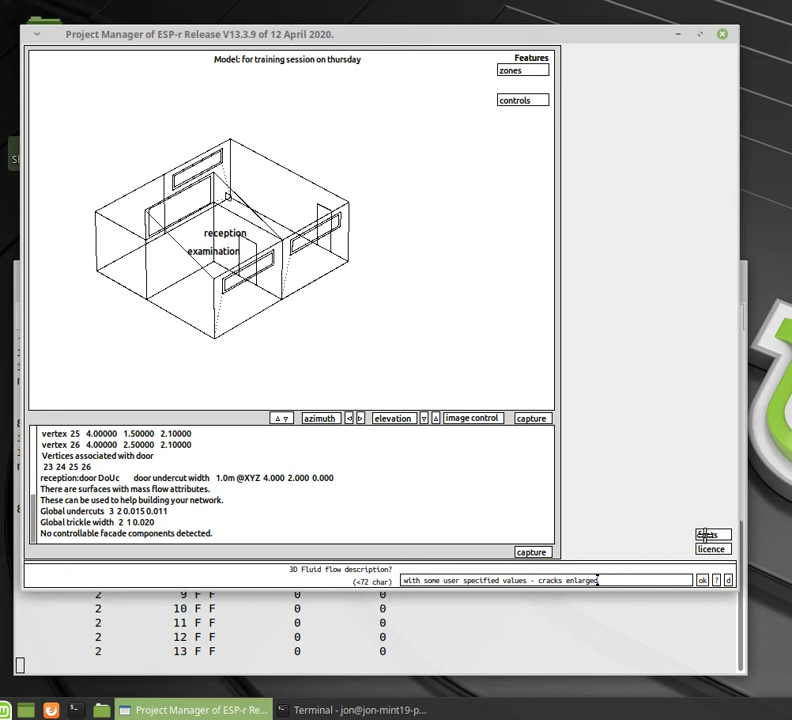 Project Manager of ESP-r Release V13.3.9 of 12 April 2020.
Model: for training session on thursday
Features
zones
controls
reception
examination
azimuth
elevation
image control
capture
vertex 25 4.00000 1.50000 2.10000
vertex 26 4.00000 2.50000 2.10000
Vertices associated with door
23 24 25 26
reception:door DoUc door undercut width 1.0m @XYZ 4.000 2.000 0.000
There are surfaces with mass flow attributes.
These can be used to help building your network.
Global undercuts 3 2 0.015 0.011
Global trickle width 2 1 0.020
No controllable facade components detected.
capture
licence
3D Fluid flow description?
(<72 char)
with some user specified values - cracks enlarged
ok ? d
2 9 F F 0 0
2 10 F F 0 0
2 11 F F 0 0
2 12 F F 0 0
2 13 F F 0 0
Project Manager of ESP-r Re...
Terminal - jon@jon-mint19-p...